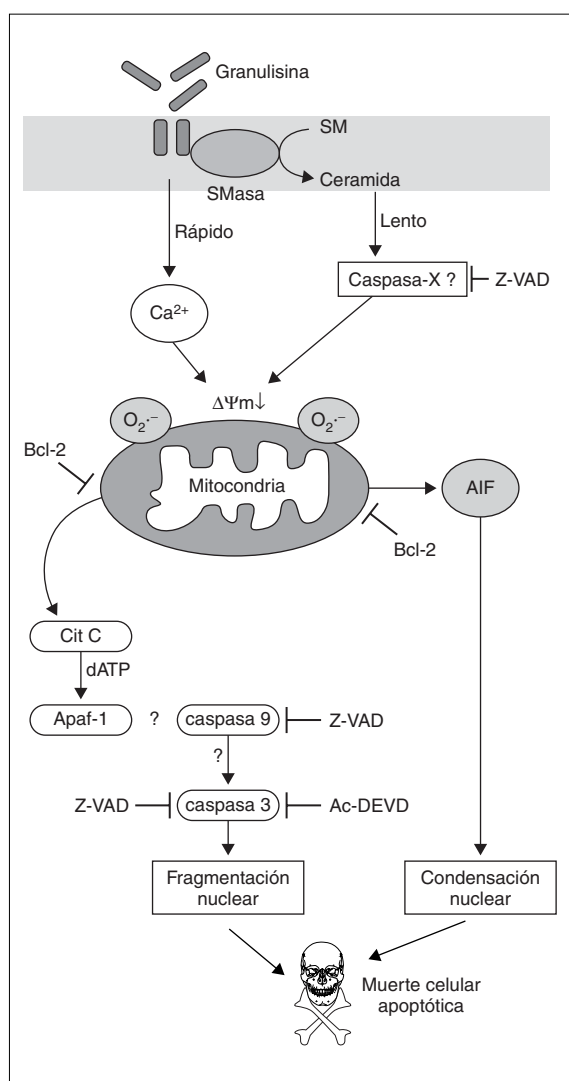 Granulisina
SM
SMasa
Ceramida
Rápido
Lento
Caspasa-X ?
Z-VAD
Ca2+
ΔΨm↓
O2·−
O2·−
Bcl-2
Mitocondria
AIF
Bcl-2
Cit C
dATP
Apaf-1
?
caspasa 9
Z-VAD
?
Z-VAD
caspasa 3
Ac-DEVD
Fragmentación
nuclear
Condensación
nuclear
Muerte celular
apoptótica